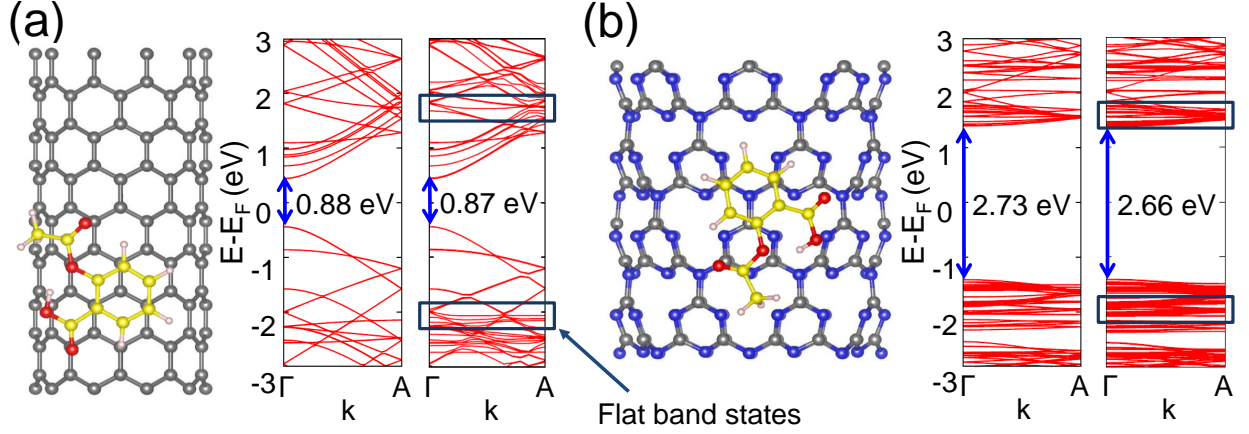 (a)
(b)
E-E_F (eV)
3
2
1
0
-1
-2
-3
0.88 eV
0.87 eV
Γ
A
Γ
A
k
k
Flat band states
E-E_F (eV)
3
2
1
0
-1
-2
-3
2.73 eV
2.66 eV
Γ
A
Γ
A
k
k